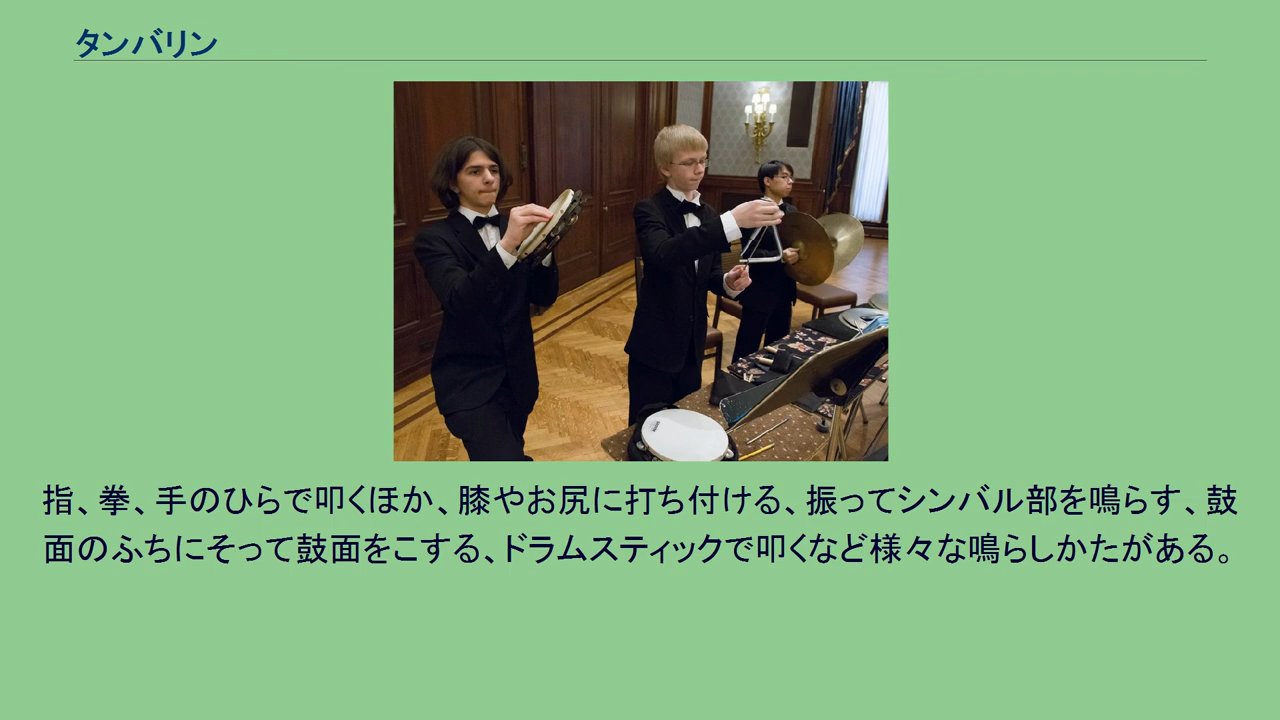 タンバリン
指、拳、手のひらで叩くほか、膝やお尻に打ち付ける、振ってシンバル部を鳴らす、鼓
面のふちにそって鼓面をこする、ドラムスティックで叩くなど様々な鳴らしかたがある。